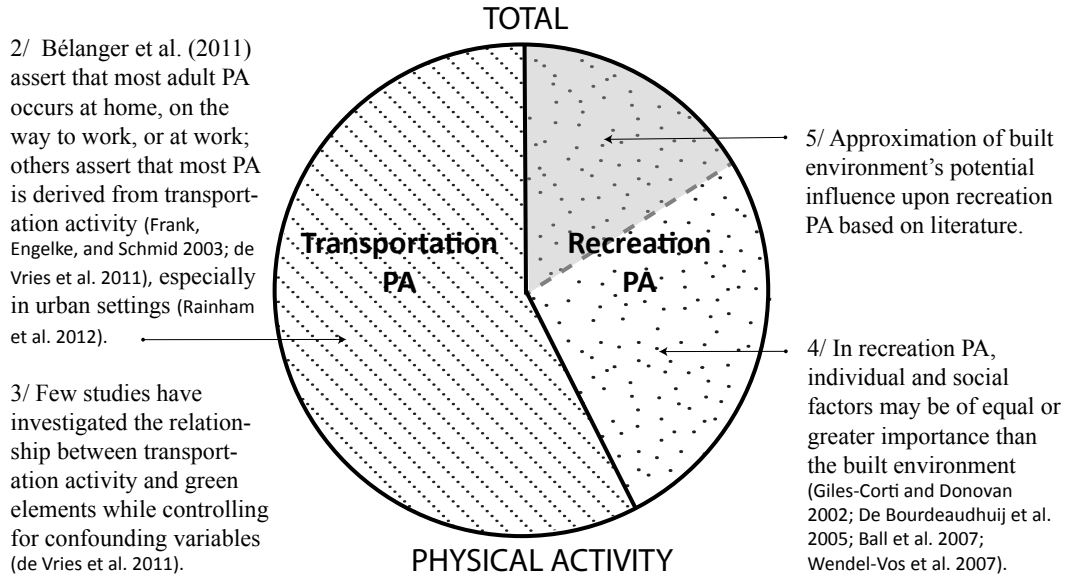 TOTAL
2/ Bélanger et al. (2011)
assert that most adult PA
occurs at home, on the
way to work, or at work;
others assert that most PA
is derived from transport-
ation activity (Frank,
Engelke, and Schmid 2003; de
Vries et al. 2011), especially
in urban settings (Rainham
et al. 2012).
3/ Few studies have
investigated the relation-
ship between transport-
ation activity and green
elements while controlling
for confounding variables
(de Vries et al. 2011).
Transportation
PA
Recreation
PA
5/ Approximation of built
environment’s potential
influence upon recreation
PA based on literature.
4/ In recreation PA,
individual and social
factors may be of equal or
greater importance than
the built environment
(Giles-Corti and Donovan
2002; De Bourdeaudhuij et al.
2005; Ball et al. 2007;
Wendel-Vos et al. 2007).
PHYSICAL ACTIVITY